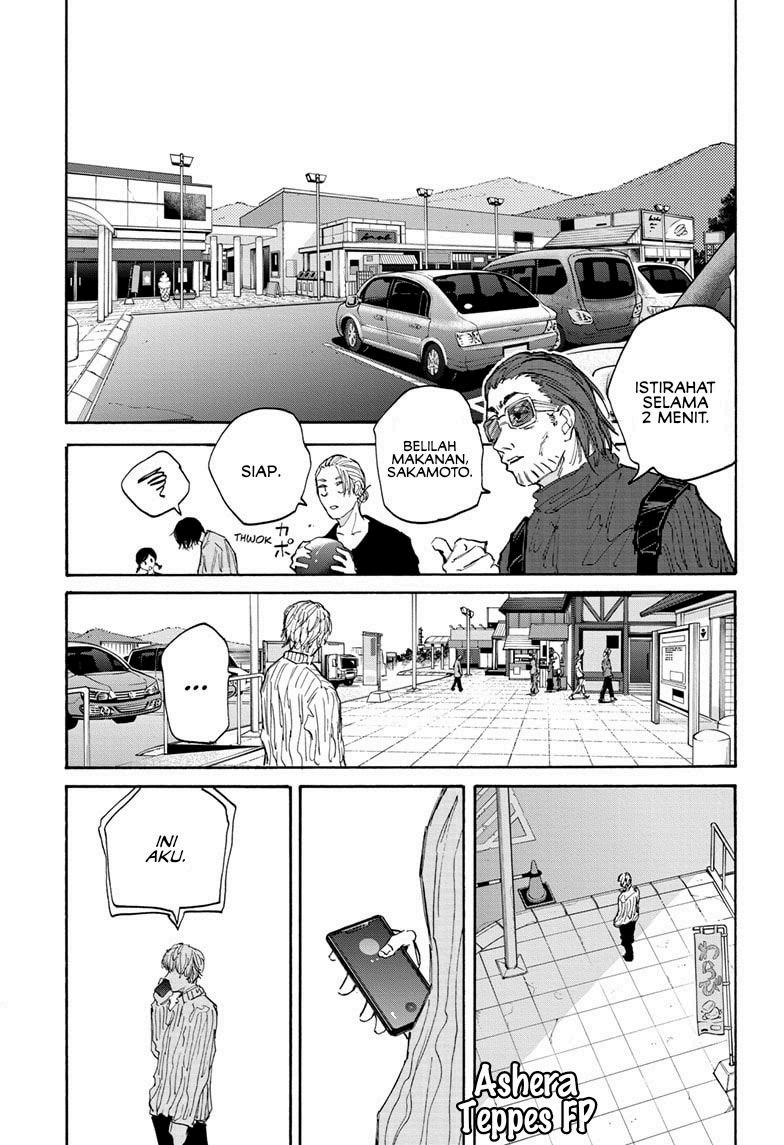 ISTIRAHAT
SELAMA
2 MENIT.
BELILAH
MAKANAN,
SAKAMOTO.
SIAP.
カポ
THWOK
...
わらび
INI
AKU.
Ashera
Teppes FP